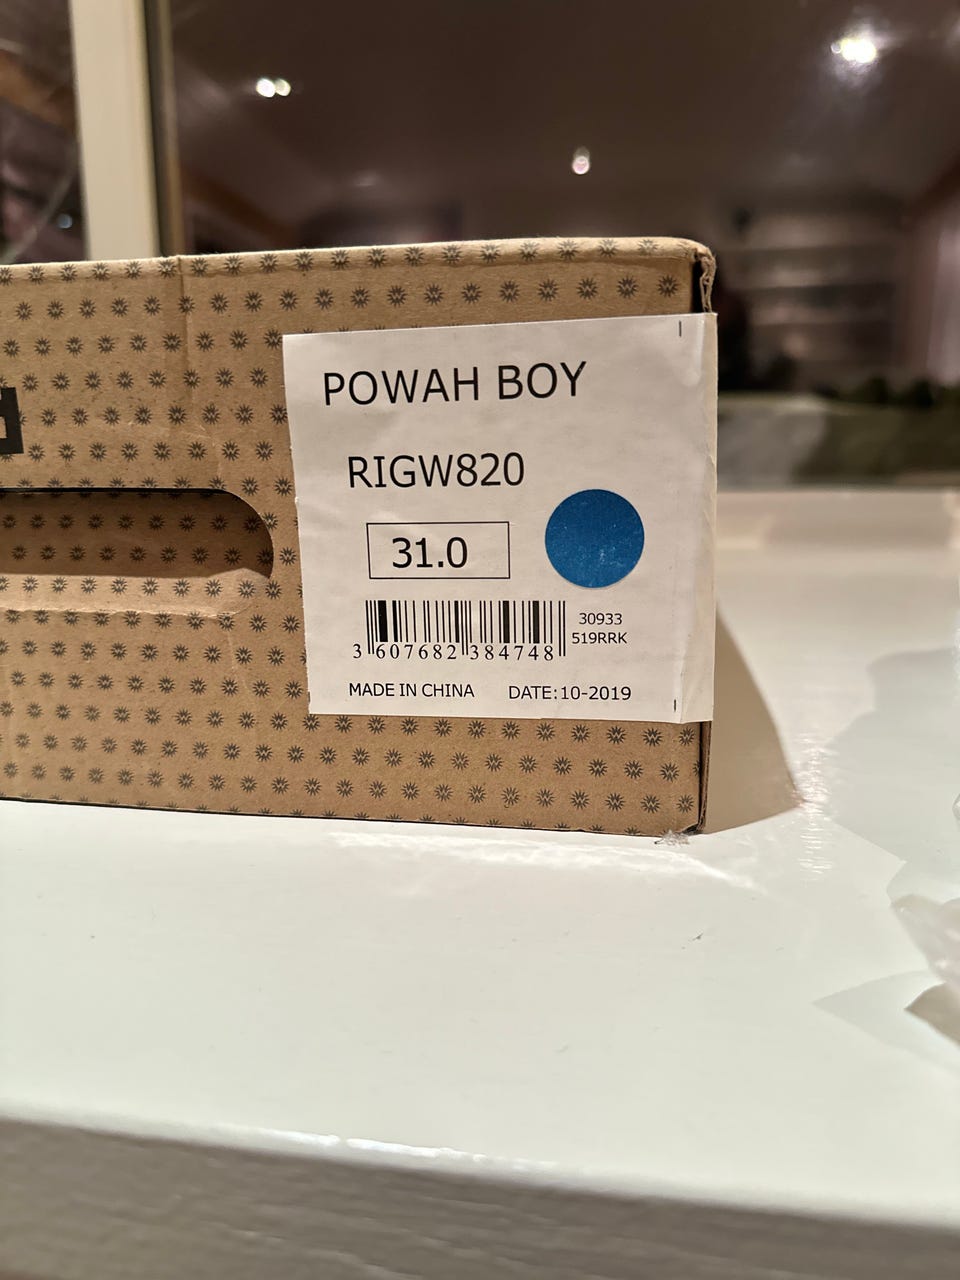 POWAH BOY
RIGW820
31.0
3 607682 384748
30933
519RRK
MADE IN CHINA DATE:10-2019